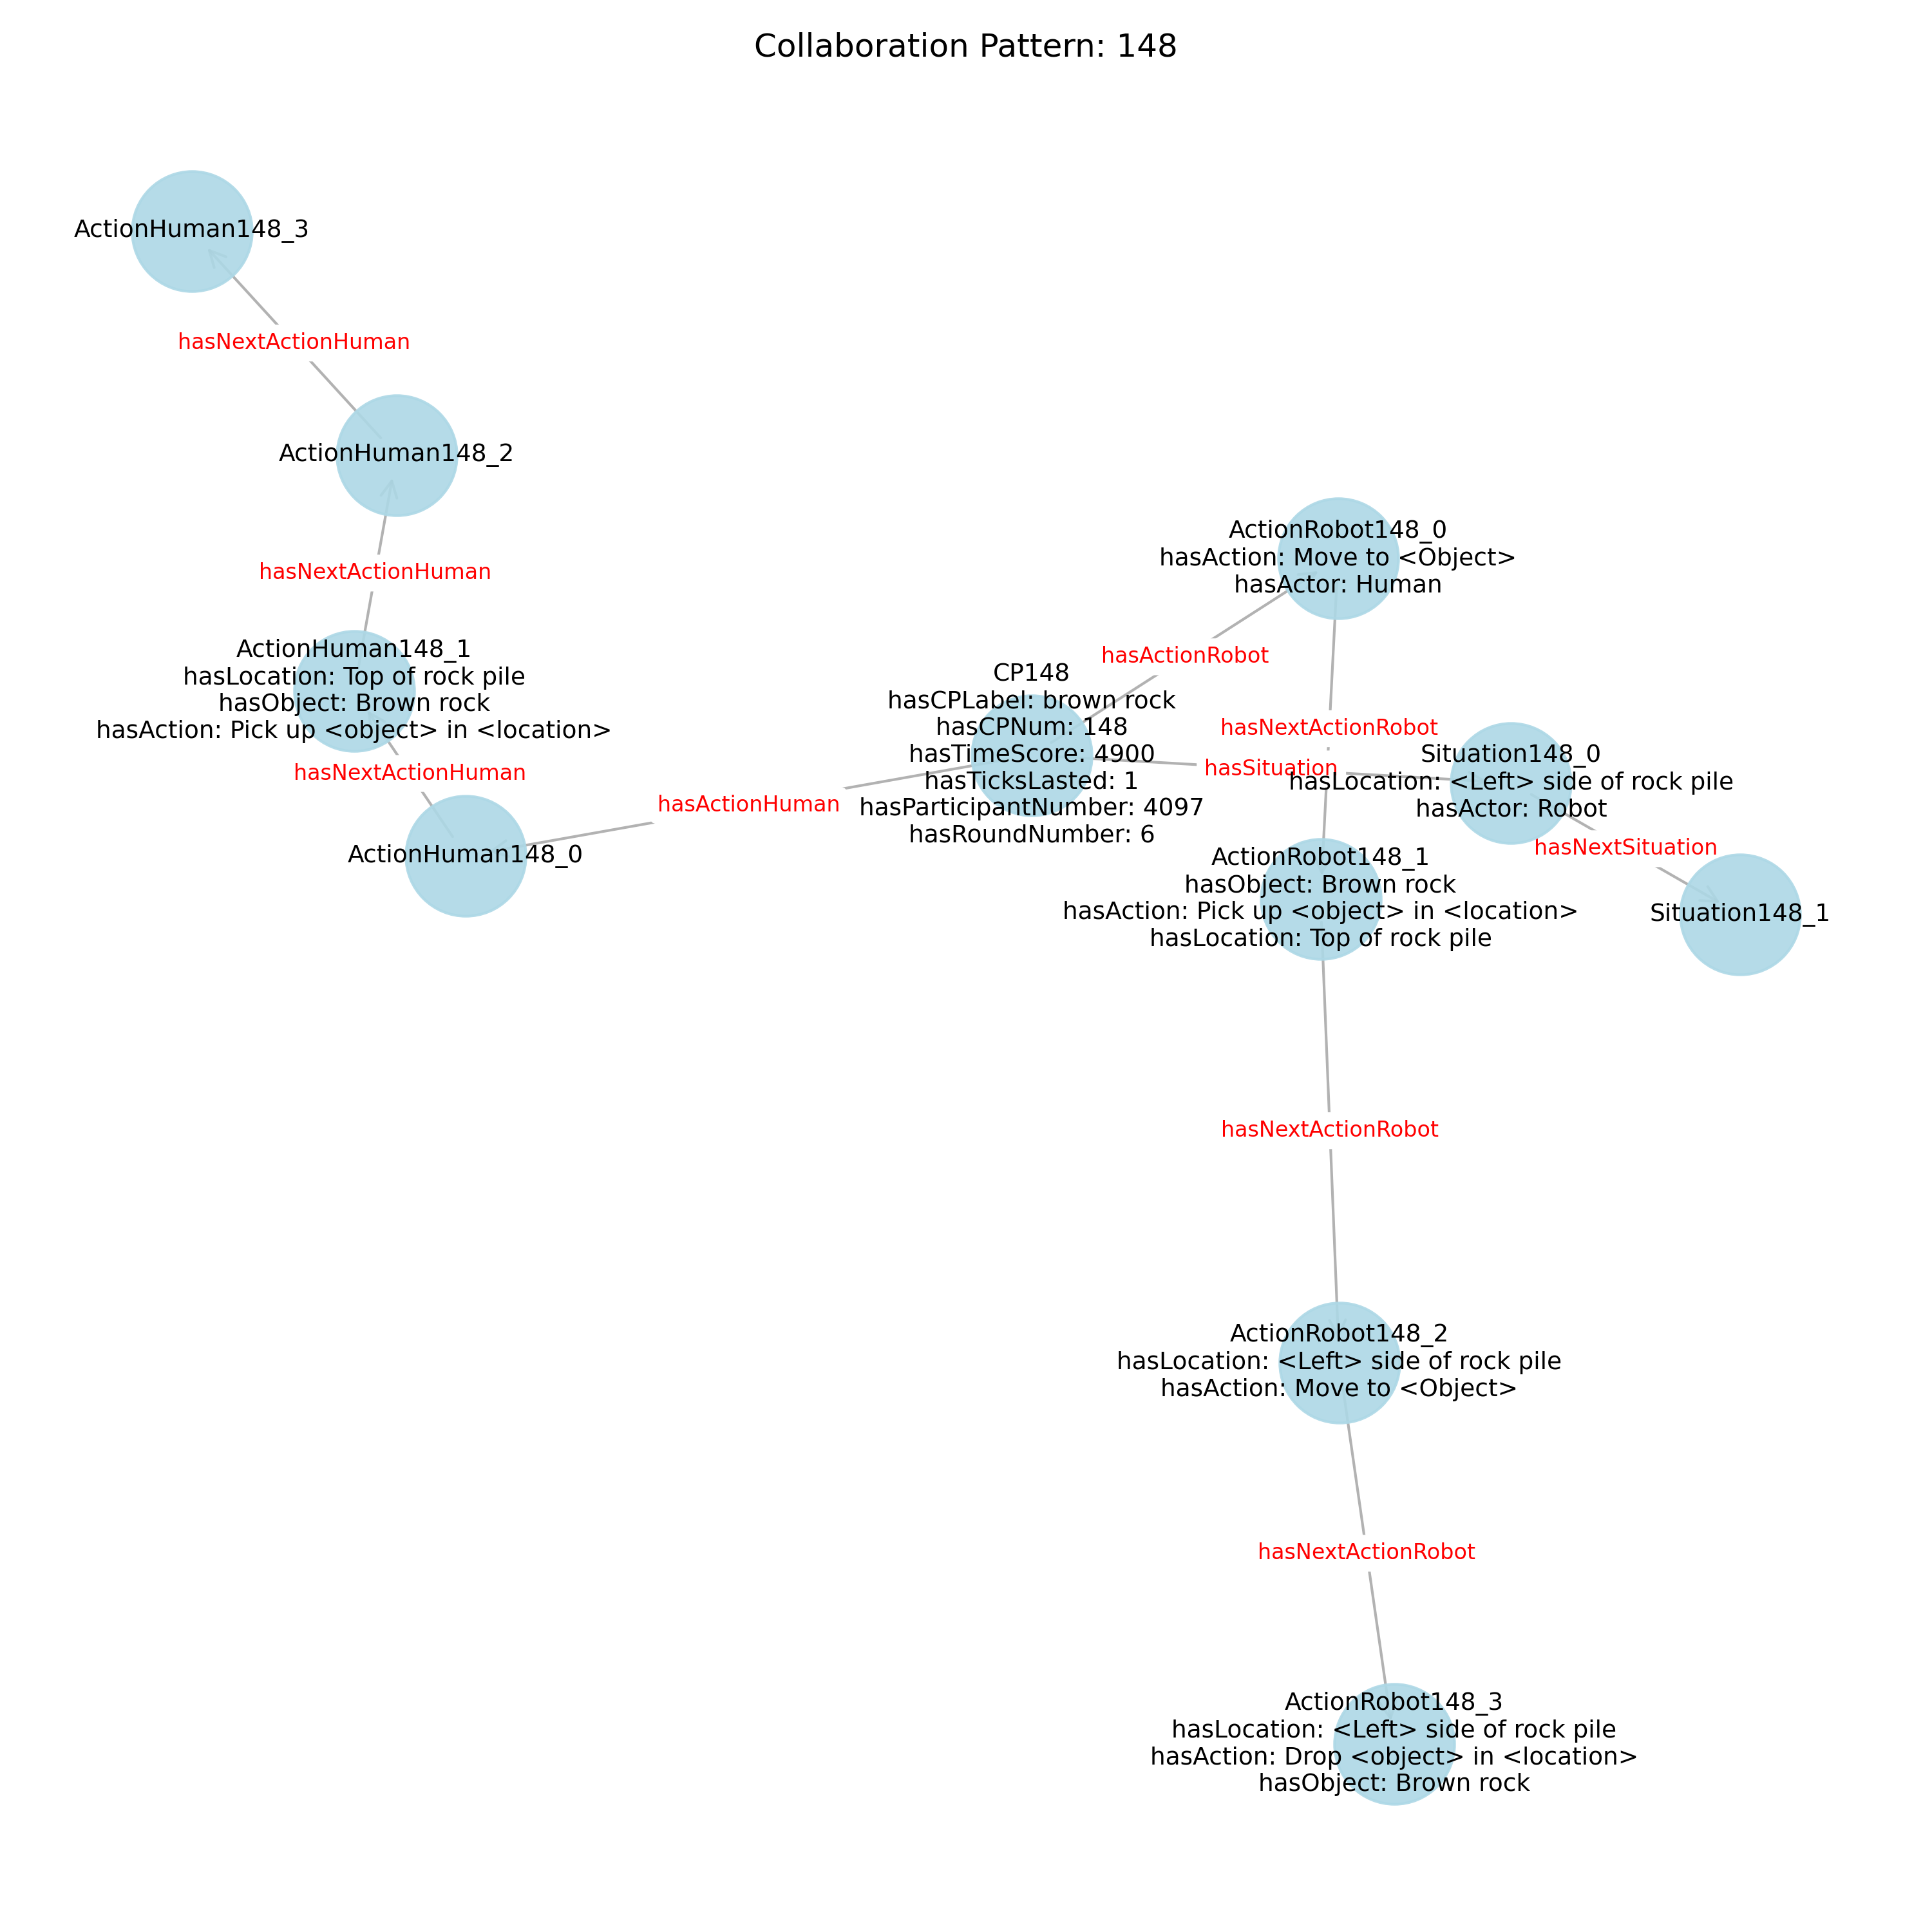 Collaboration Pattern: 148
ActionHuman148_3
hasNextActionHuman
ActionHuman148_2
hasNextActionHuman
ActionHuman148_1
hasLocation: Top of rock pile
hasObject: Brown rock
hasAction: Pick up <object> in <location>
hasNextActionHuman
ActionHuman148_0
hasActionHuman
CP148
hasCPLabel: brown rock
hasCPNum: 148
hasTimeScore: 4900
hasTicksLasted: 1
hasParticipantNumber: 4097
hasRoundNumber: 6
hasActionRobot
ActionRobot148_0
hasAction: Move to <Object>
hasActor: Human
hasNextActionRobot
hasSituation
Situation148_0
hasLocation: <Left> side of rock pile
hasActor: Robot
hasNextSituation
Situation148_1
ActionRobot148_1
hasObject: Brown rock
hasAction: Pick up <object> in <location>
hasLocation: Top of rock pile
hasNextActionRobot
ActionRobot148_2
hasLocation: <Left> side of rock pile
hasAction: Move to <Object>
hasNextActionRobot
ActionRobot148_3
hasLocation: <Left> side of rock pile
hasAction: Drop <object> in <location>
hasObject: Brown rock